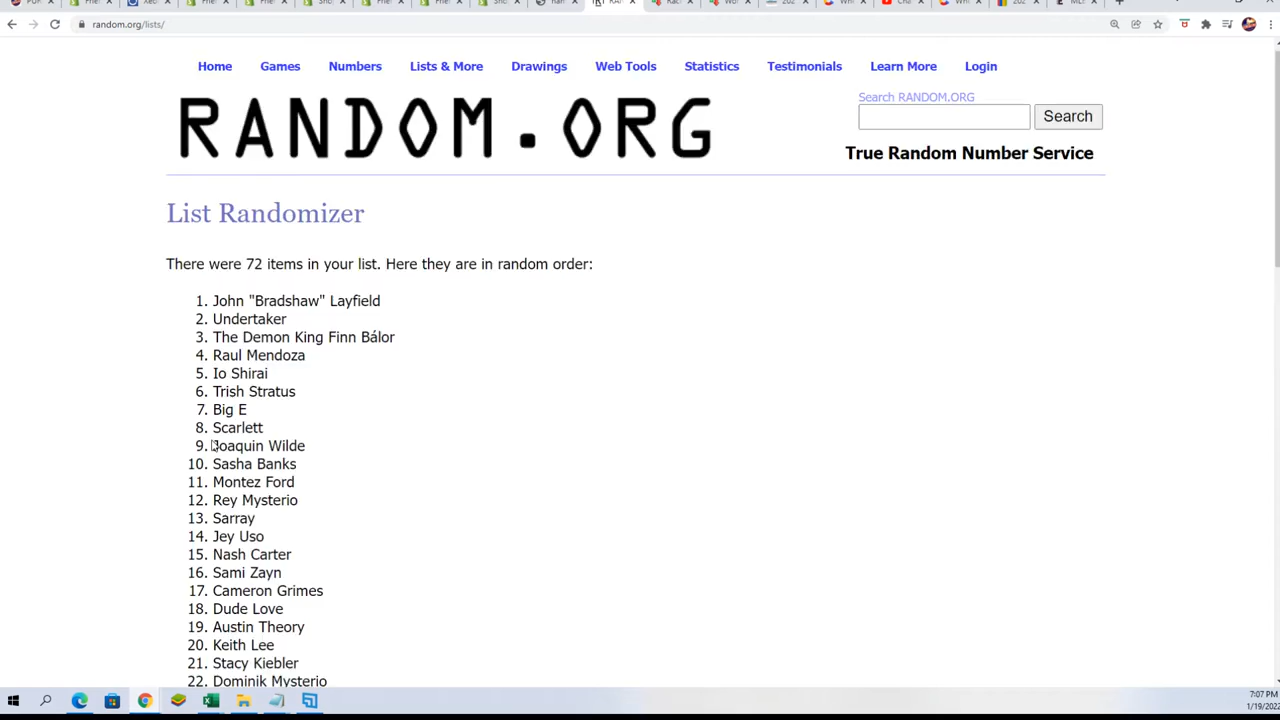 random.org/lists/
Home Games Numbers Lists & More Drawings Web Tools Statistics Testimonials Learn More Login
RANDOM.ORG
Search RANDOM.ORG
Search
True Random Number Service
List Randomizer
There were 72 items in your list. Here they are in random order:
1. John "Bradshaw" Layfield
2. Undertaker
3. The Demon King Finn Bálor
4. Raul Mendoza
5. Io Shirai
6. Trish Stratus
7. Big E
8. Scarlett
9. Joaquin Wilde
10. Sasha Banks
11. Montez Ford
12. Rey Mysterio
13. Sarray
14. Jey Uso
15. Nash Carter
16. Sami Zayn
17. Cameron Grimes
18. Dude Love
19. Austin Theory
20. Keith Lee
21. Stacy Kiebler
22. Dominik Mysterio
7:07 PM